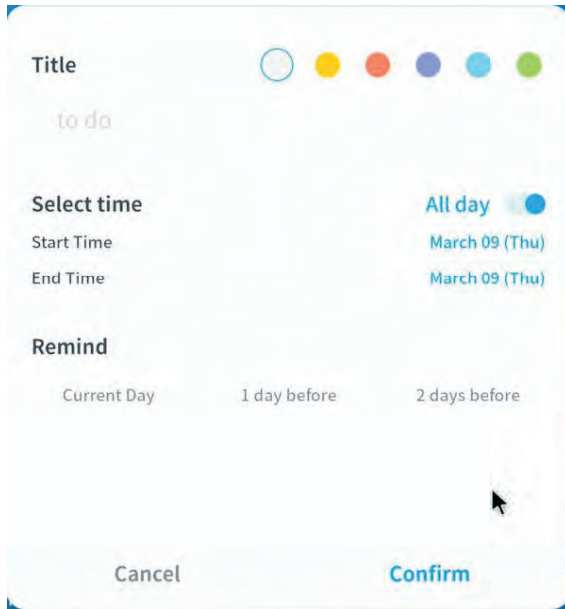 Title
to do
Select time All day
Start Time March 09 (Thu)
End Time March 09 (Thu)
Remind
Current Day 1 day before 2 days before
Cancel Confirm